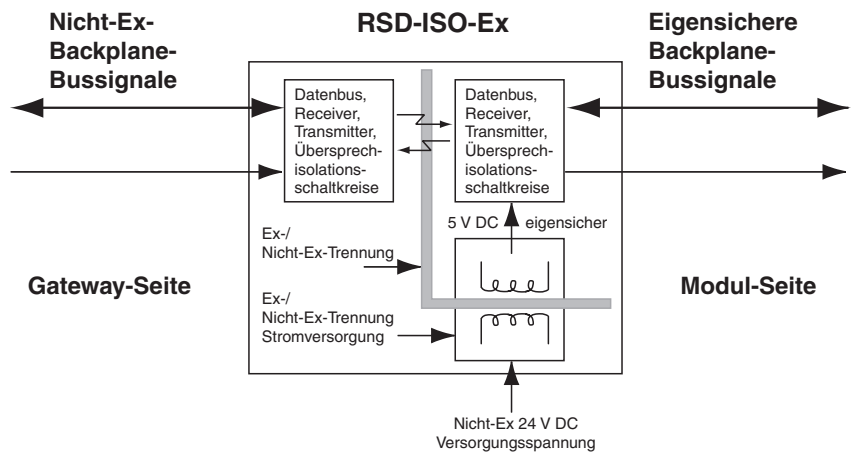 Nicht-Ex-
Backplane-
Bussignale
RSD-ISO-Ex
Eigensichere
Backplane-
Bussignale
Datenbus,
Receiver,
Transmitter,
Übersprech-
isolations-
schaltkreise
Datenbus,
Receiver,
Transmitter,
Übersprech-
isolations-
schaltkreise
5 V DC
eigensicher
Ex-/
Nicht-Ex-Trennung
Gateway-Seite
Ex-/
Nicht-Ex-Trennung
Stromversorgung
Modul-Seite
Nicht-Ex 24 V DC
Versorgungsspannung